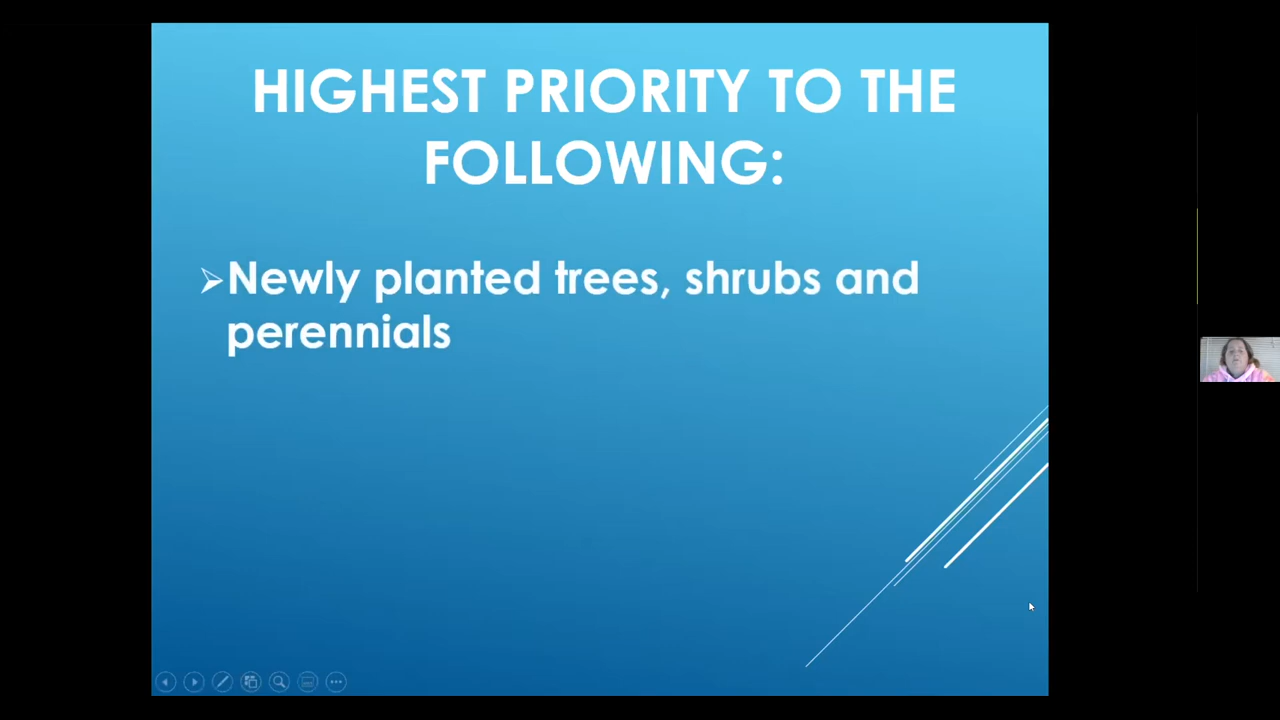 HIGHEST PRIORITY TO THE
FOLLOWING:
Newly planted trees, shrubs and
perennials